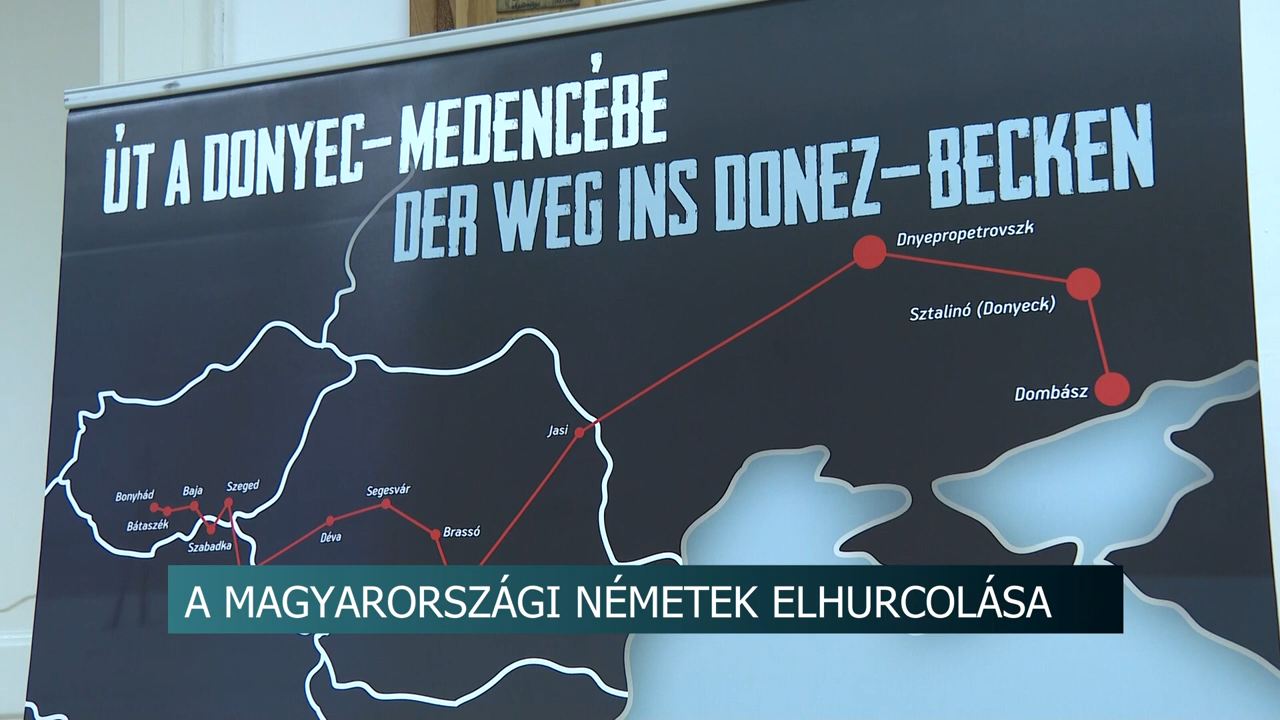 ÚT A DONYEC–MEDENCÉBE
DER WEG INS DONEZ–BECKEN
Dnyepropetrovszk
Sztalinó (Donyeck)
Dombász
Jasi
Bonyhád
Baja
Szeged
Segesvár
Bátaszék
Szabadka
Déva
Brassó
A MAGYARORSZÁGI NÉMETEK ELHURCOLÁSA